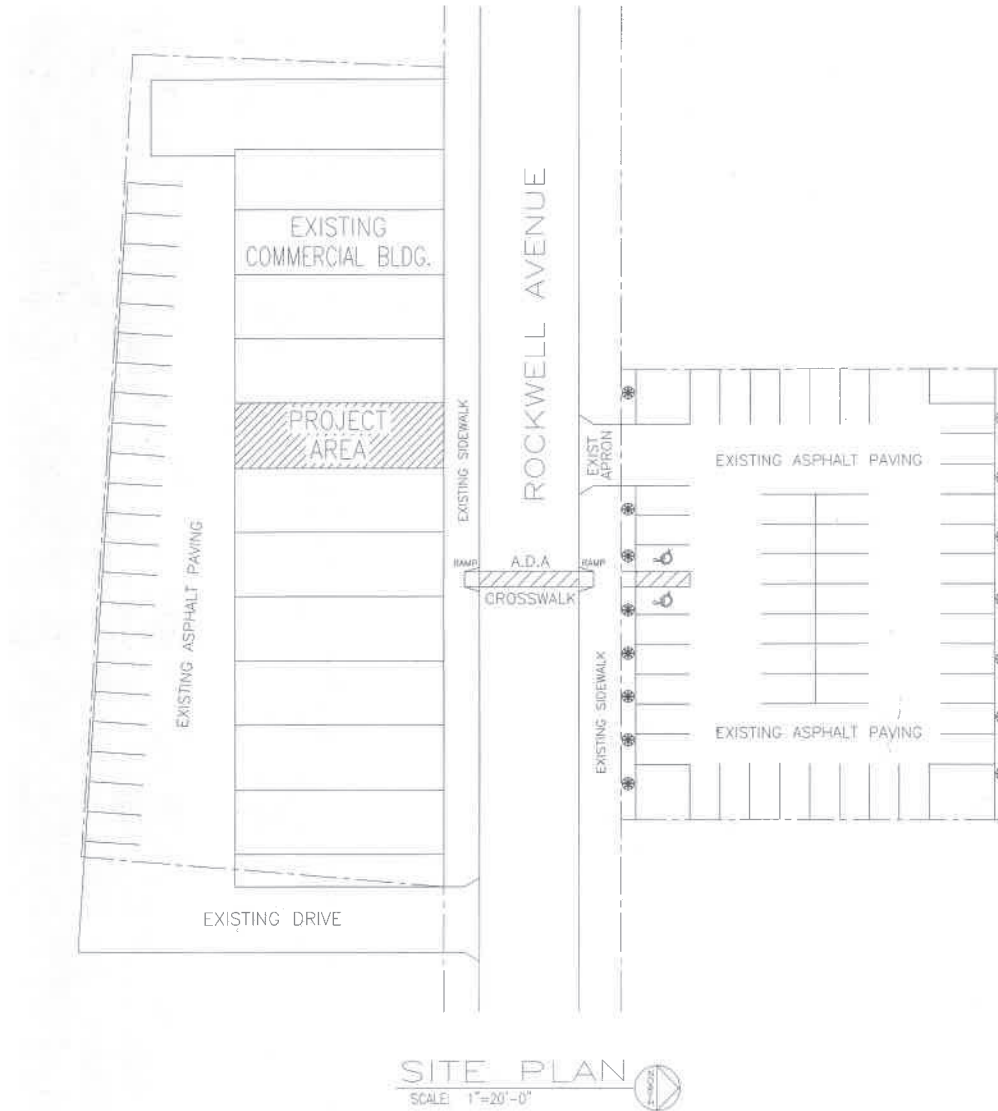 EXISTING
COMMERCIAL BLDG.
ROCKWELL AVENUE
PROJECT
AREA
EXISTING SIDEWALK
EXIST
APRON
EXISTING ASPHALT PAVING
EXISTING ASPHALT PAVING
RAMP
A.D.A
RAMP
CROSSWALK
EXISTING SIDEWALK
EXISTING ASPHALT PAVING
EXISTING DRIVE
SITE PLAN
SCALE: 1"=20'-0"
NORTH